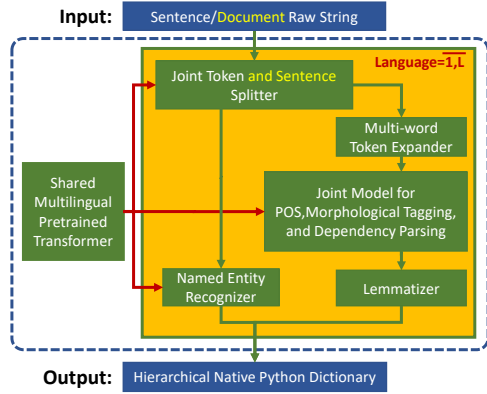 Input: Sentence/Document Raw String
Language=1,L
Joint Token and Sentence
Splitter
Multi-word
Token Expander
Shared
Multilingual
Pretrained
Transformer
Joint Model for
POS,Morphological Tagging,
and Dependency Parsing
Named Entity
Recognizer
Lemmatizer
Output: Hierarchical Native Python Dictionary